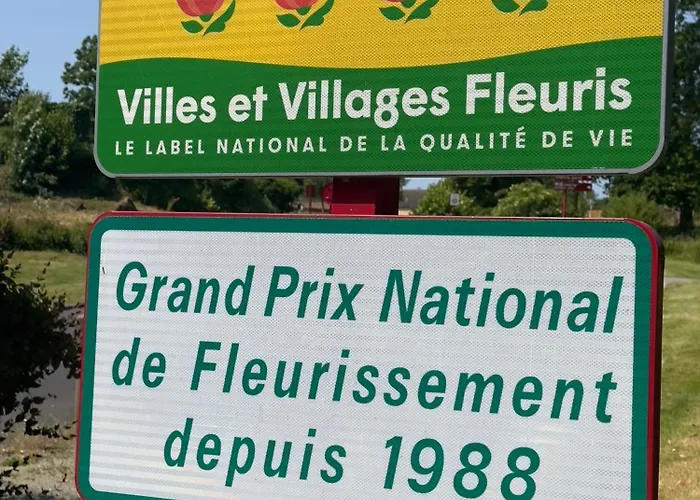 Villes et Villages Fleuris
LE LABEL NATIONAL DE LA QUALITÉ DE VIE
Grand Prix National
de Fleurissement
depuis 1988